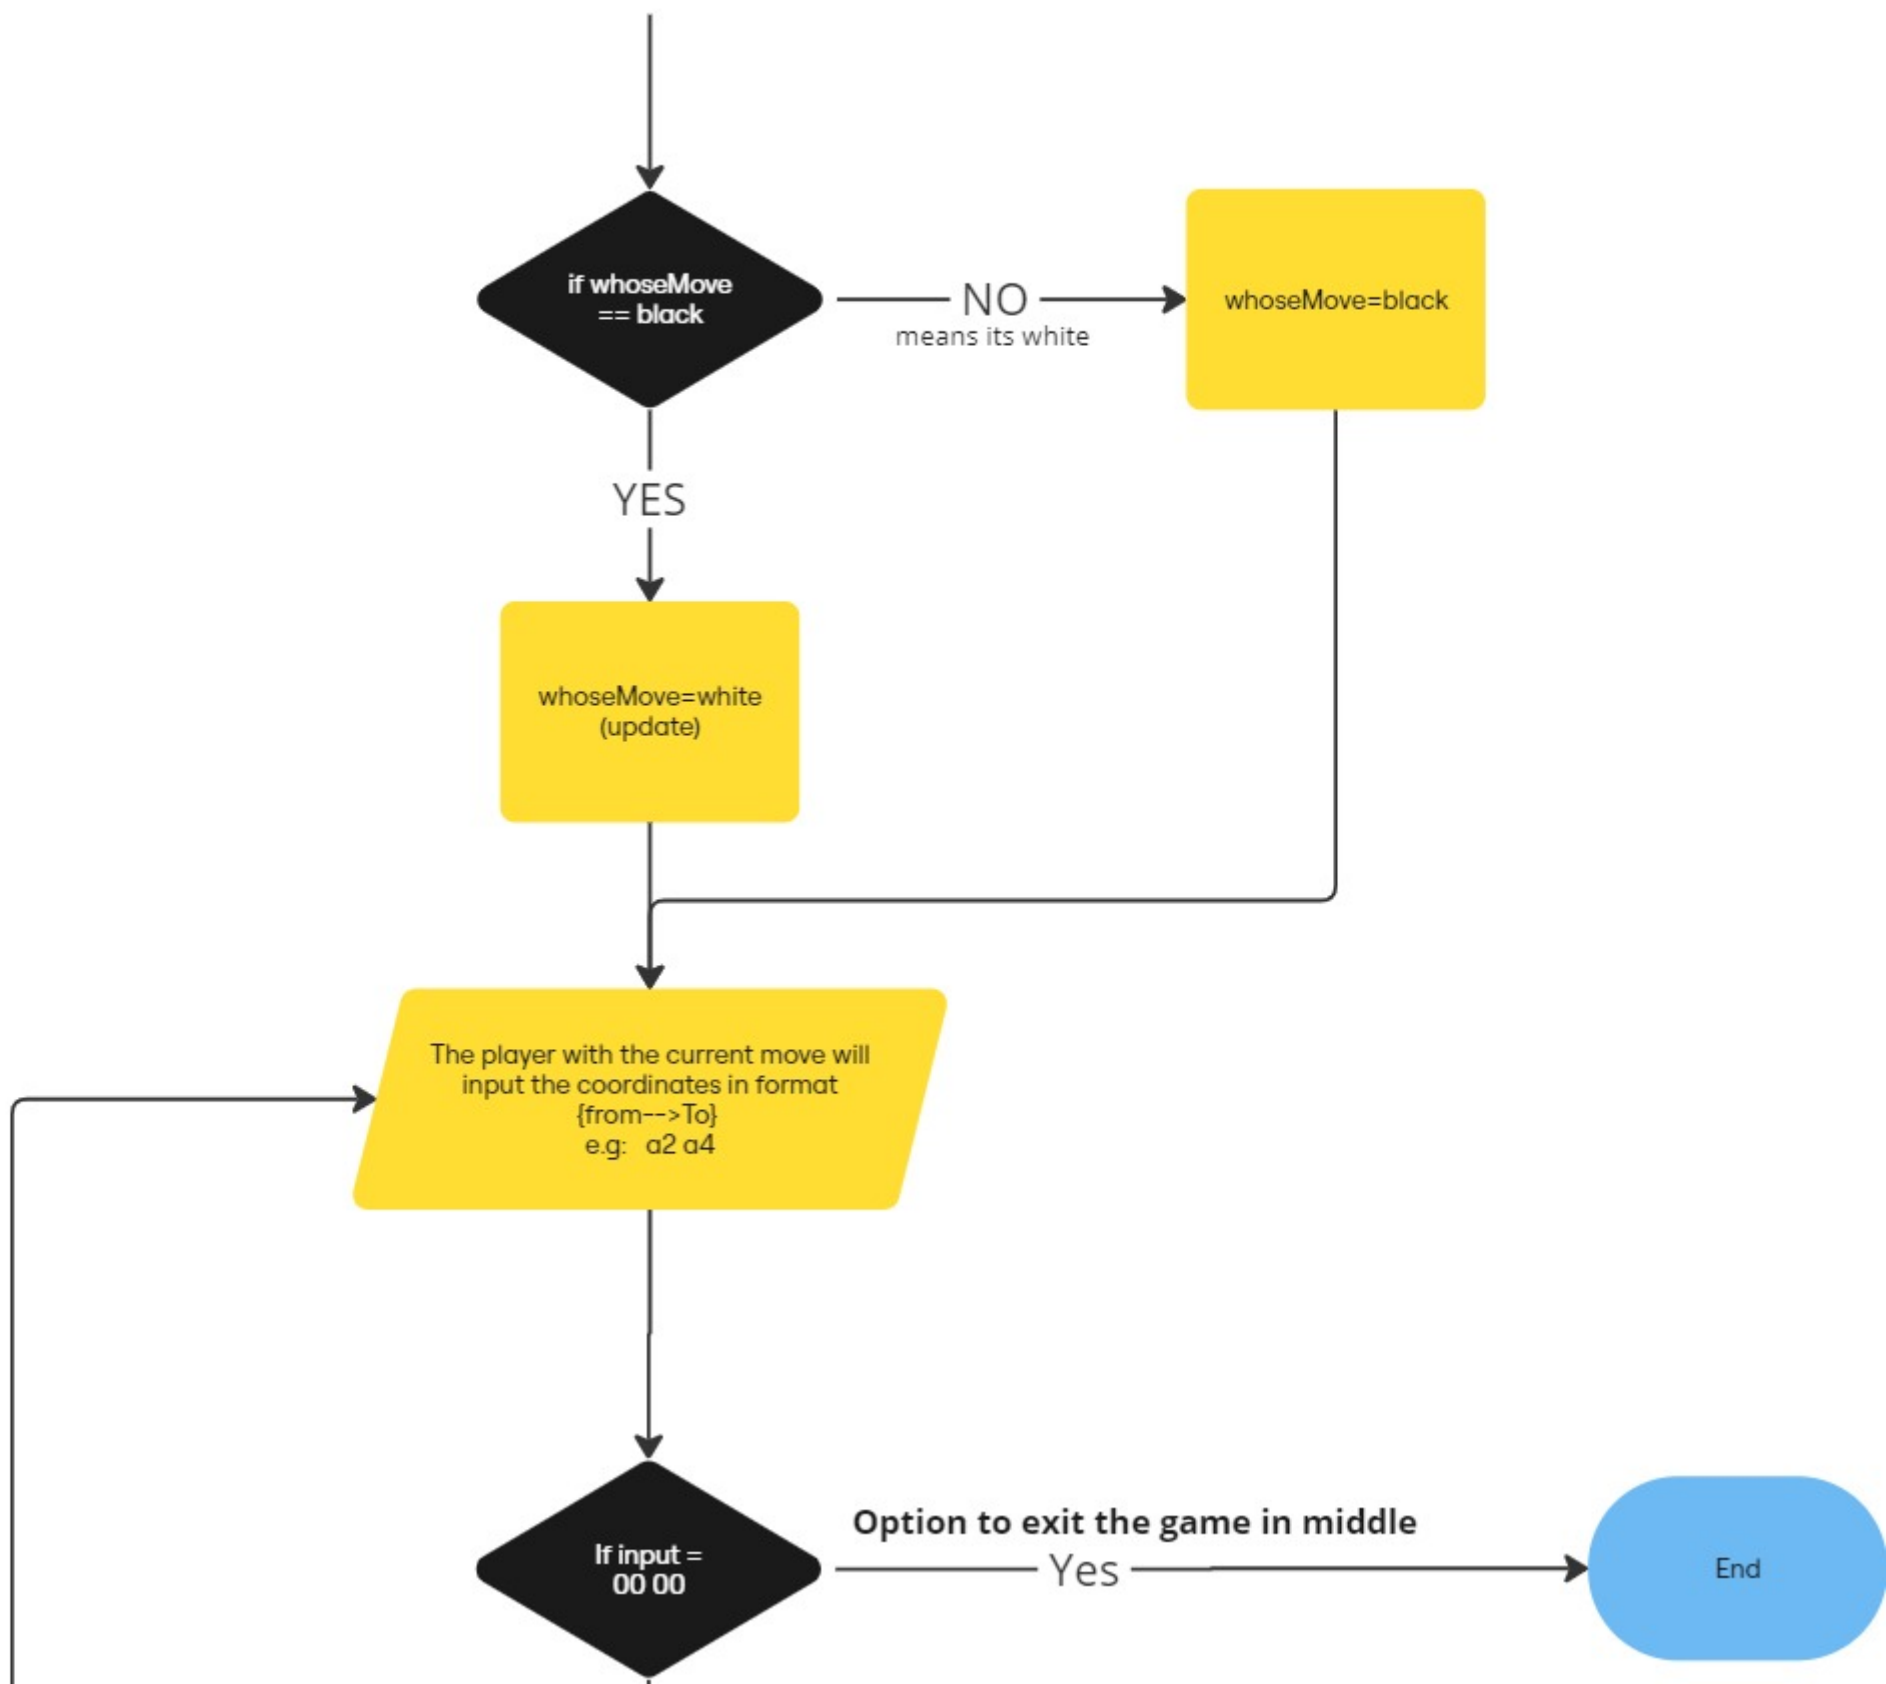 if whoseMove
== black
NO
means its white
whoseMove=black
YES
whoseMove=white
(update)
The player with the current move will
input the coordinates in format
{from-->To}
e.g:   a2 a4
If input =
00 00
Option to exit the game in middle
Yes
End